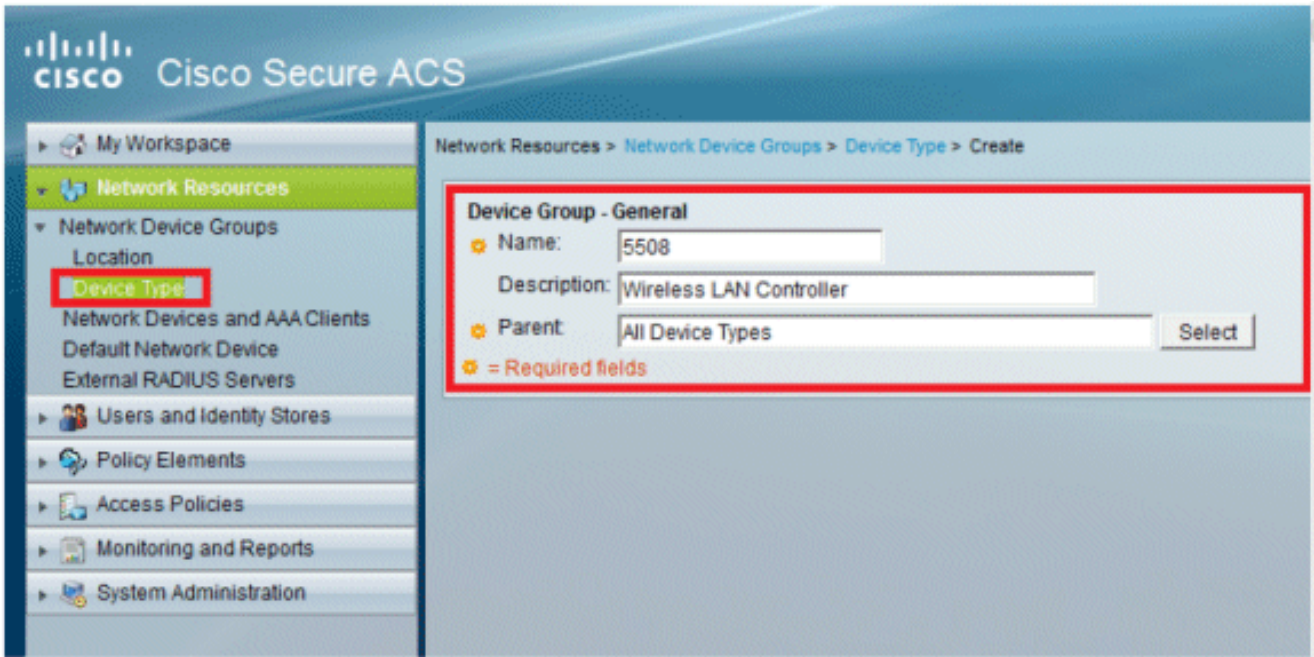 CISCO Cisco Secure ACS
My Workspace
Network Resources
Network Device Groups
Location
Device Type
Network Devices and AAA Clients
Default Network Device
External RADIUS Servers
Users and Identity Stores
Policy Elements
Access Policies
Monitoring and Reports
System Administration
Network Resources > Network Device Groups > Device Type > Create
Device Group - General
Name: 5508
Description: Wireless LAN Controller
Parent: All Device Types Select
= Required fields